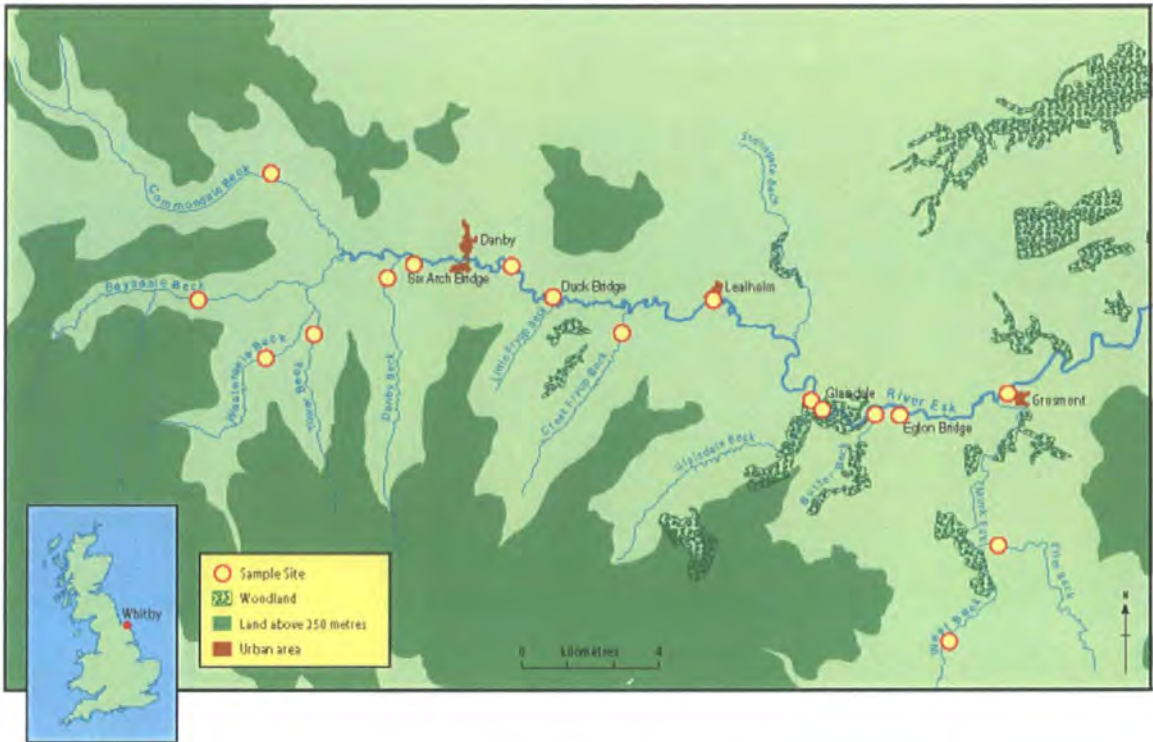 Commondale Beck
Stonegate Beck
Danby
Baysdale Beck
Six Arch Bridge
Duck Bridge
Lealholm
Westerdale Beck
Tower Beck
Danby Beck
Little Fryup Beck
Great Fryup Beck
Glaisdale
River Esk
Grosmont
Egton Bridge
Glaisdale Beck
Butter Beck
Murk Esk
Eller Beck
Beck
Whitby
Sample Site
Woodland
Land above 250 metres
Urban area
0 kilometres 4
N